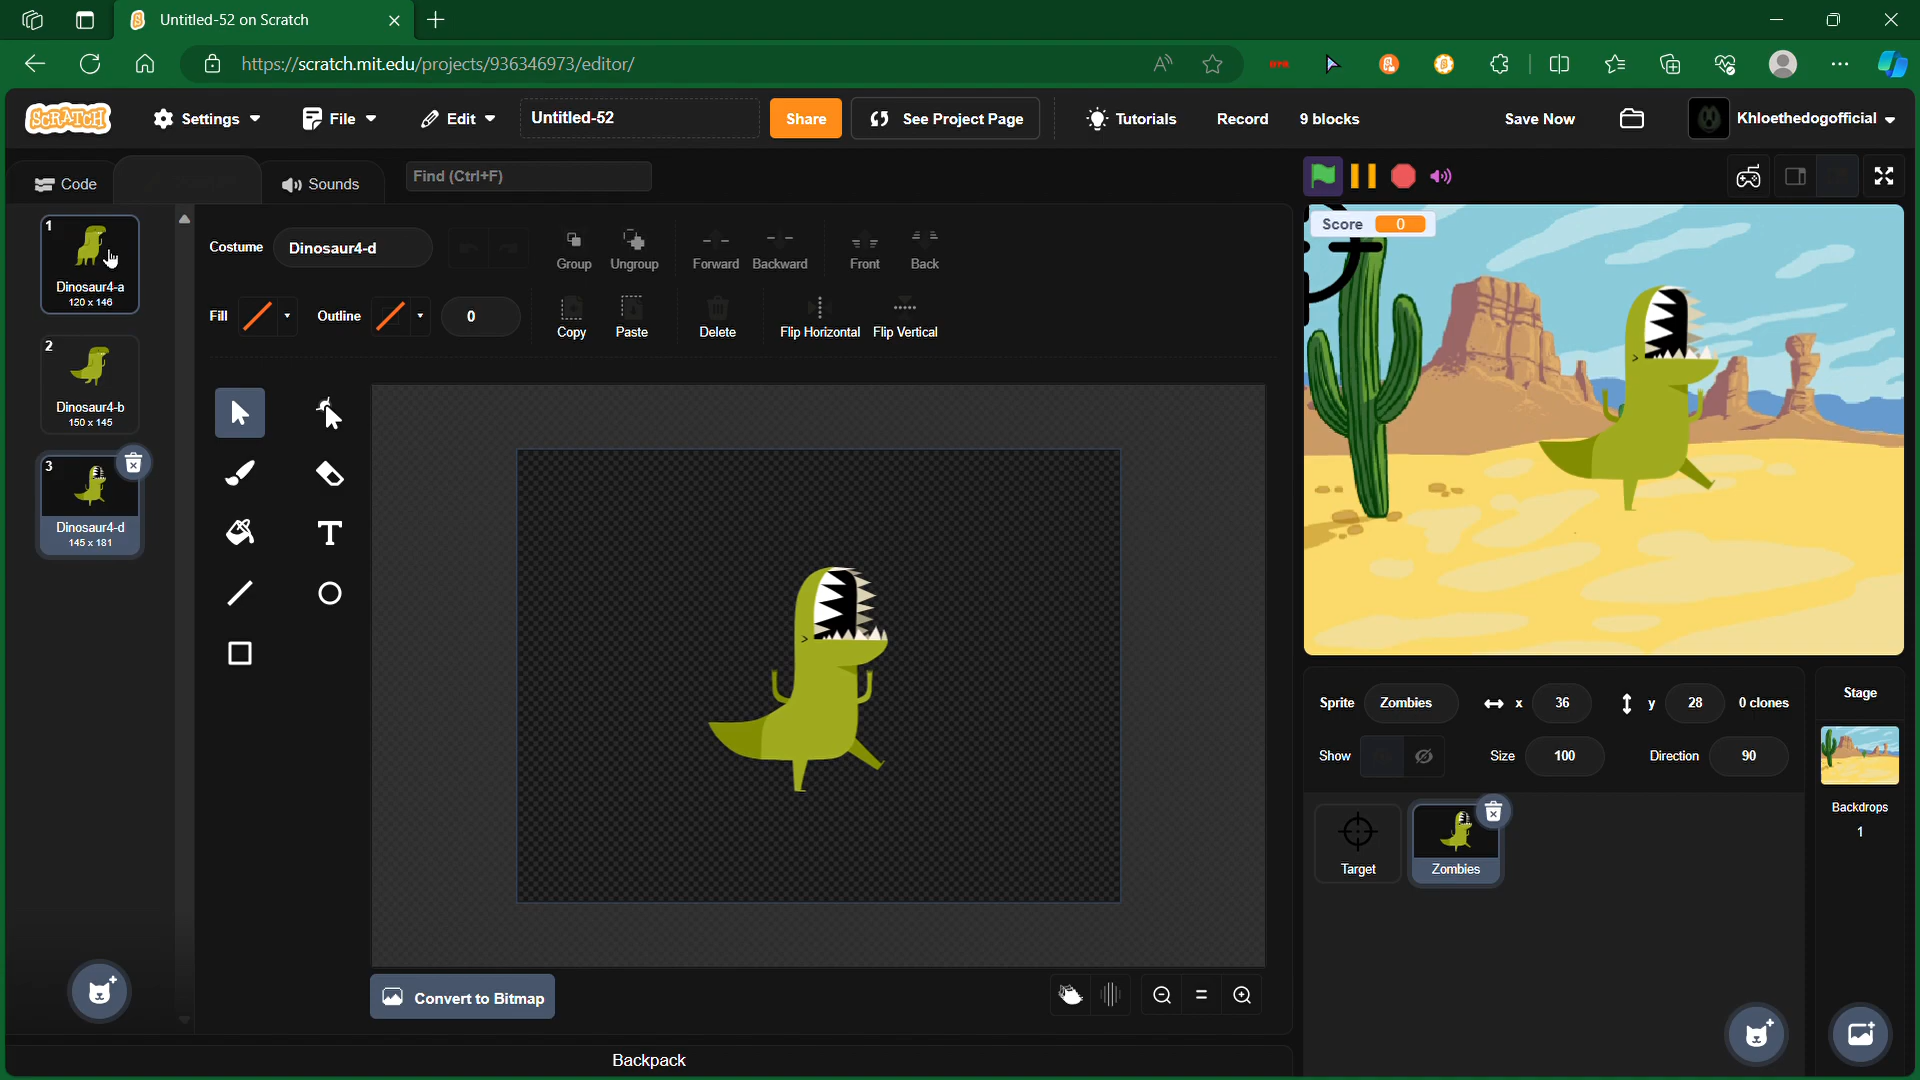 Untitled-52 on Scratch
https://scratch.mit.edu/projects/936346973/editor/
SCRATCH
Settings
File
Edit
Untitled-52
Share
See Project Page
Tutorials
Record
9 blocks
Save Now
Khloethedogofficial
Code
Sounds
Find (Ctrl+F)
1
Dinosaur4-a
120 x 146
2
Dinosaur4-b
150 x 145
3
Dinosaur4-d
145 x 181
Costume
Dinosaur4-d
Group
Ungroup
Forward
Backward
Front
Back
Fill
Outline
0
Copy
Paste
Delete
Flip Horizontal
Flip Vertical
Convert to Bitmap
Backpack
Score 0
Sprite
Zombies
x
36
y
28
0 clones
Show
Size
100
Direction
90
Target
Zombies
Stage
Backdrops
1